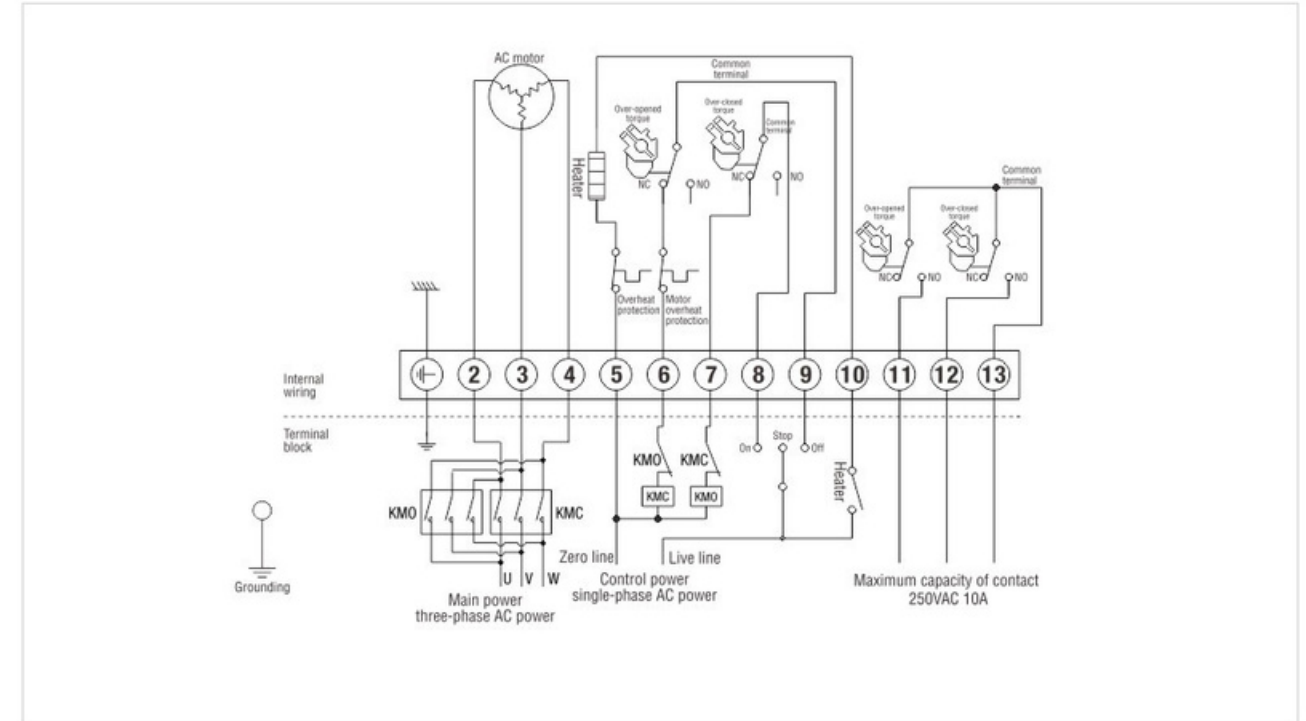 AC motor
Common
terminal
Over-opened
torque
Over-closed
torque
Common
terminal
Heater
NC
NO
NC
NO
Common
terminal
Over-opened
torque
Over-closed
torque
NC
NO
NC
NO
Overheat
protection
Motor
overheat
protection
Internal
wiring
2 3 4 5 6 7 8 9 10 11 12 13
Terminal
block
On
Stop
Off
KMO
KMC
KMC
KMO
Heater
KMO
KMC
Grounding
U V W
Main power
three-phase AC power
Zero line
Live line
Control power
single-phase AC power
Maximum capacity of contact
250VAC 10A